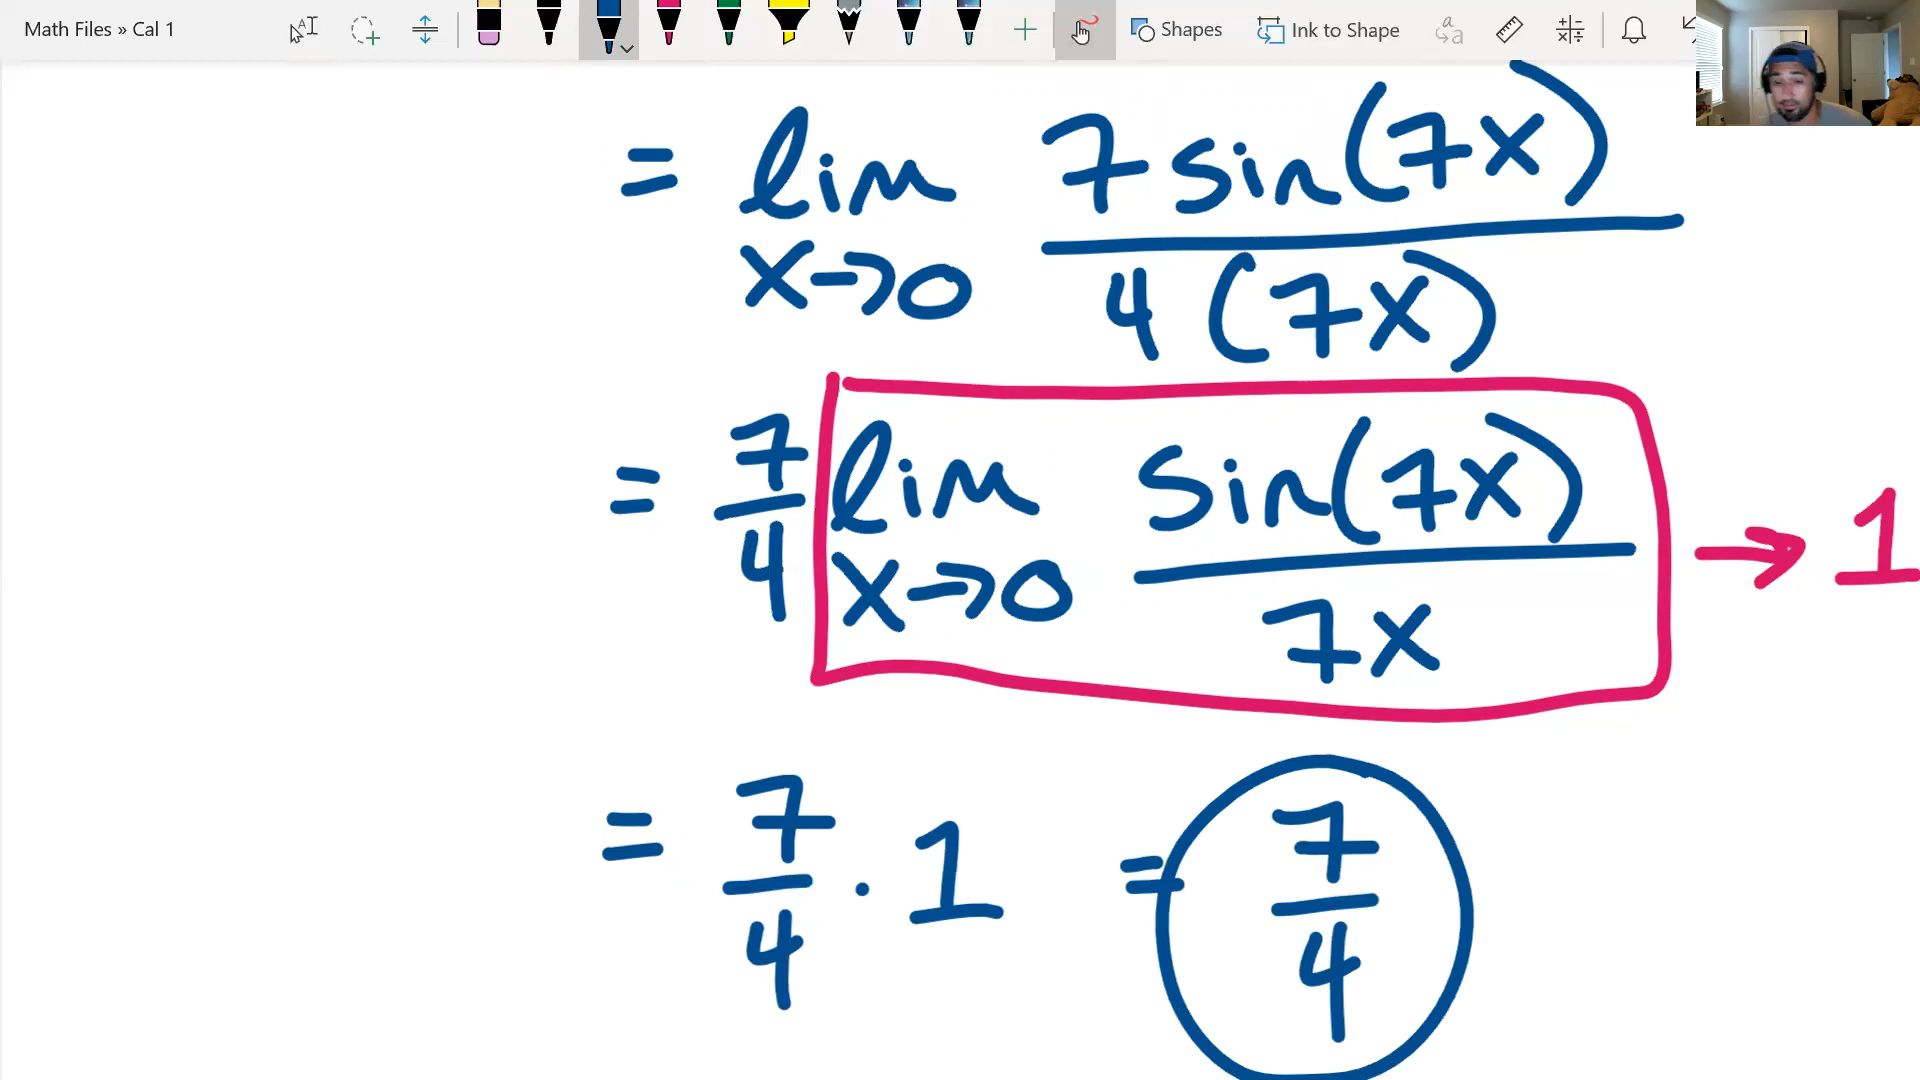 Math Files » Cal 1
Shapes
Ink to Shape
= lim x→0 7 sin(7x) / 4(7x)
= 7/4 lim x→0 sin(7x) / 7x → 1
= 7/4 · 1 = 7/4